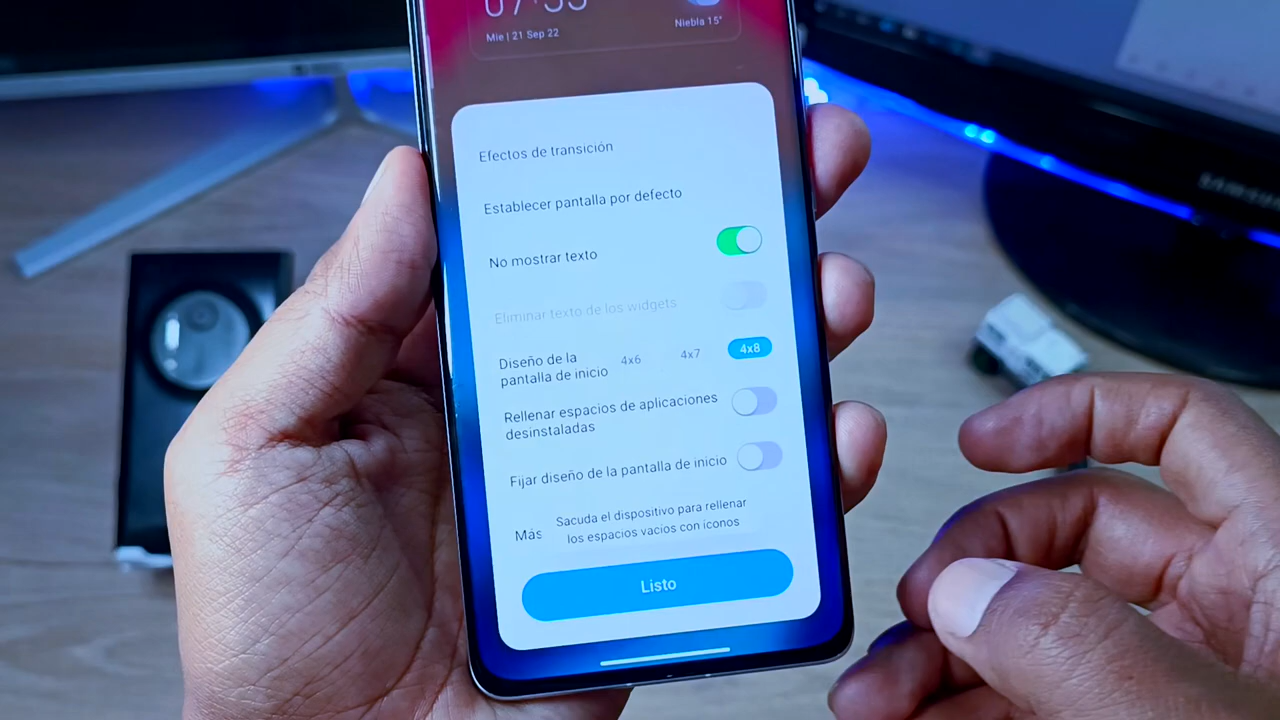 Mie | 21 Sep 22
Niebla 15°
Efectos de transición
Establecer pantalla por defecto
No mostrar texto
Eliminar texto de los widgets
Diseño de la
pantalla de inicio
4x6
4x7
4x8
Rellenar espacios de aplicaciones
desinstaladas
Fijar diseño de la pantalla de inicio
Más
Sacuda el dispositivo para rellenar
los espacios vacios con iconos
Listo
SAMSUNG